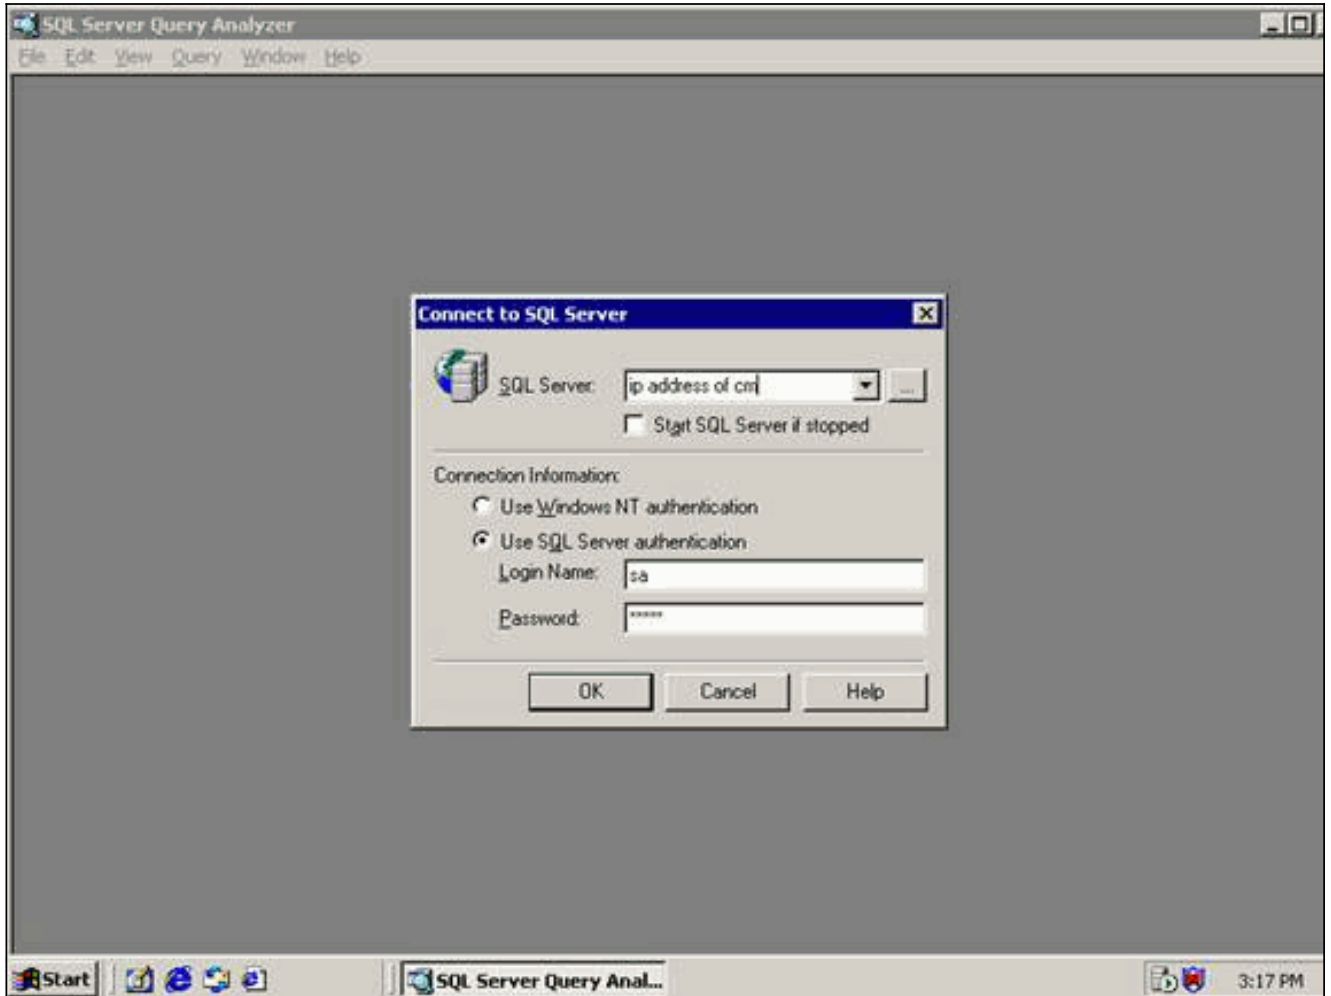 SQL Server Query Analyzer
File Edit View Query Window Help
Connect to SQL Server
SQL Server: ip address of cm ...
Start SQL Server if stopped
Connection Information:
Use Windows NT authentication
Use SQL Server authentication
Login Name: sa
Password: *****
OK Cancel Help
Start SQL Server Query Anal... 3:17 PM